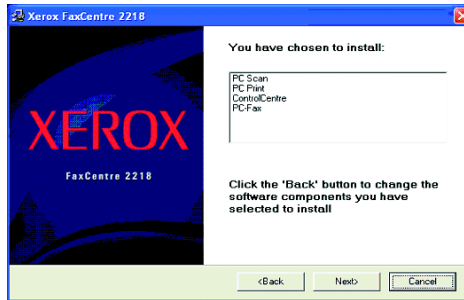 Xerox FaxCentre 2218
You have chosen to install:
PC Scan
PC Print
ControlCentre
PC-Fax
XEROX
FaxCentre 2218
Click the 'Back' button to change the
software components you have
selected to install
<Back
Next>
Cancel